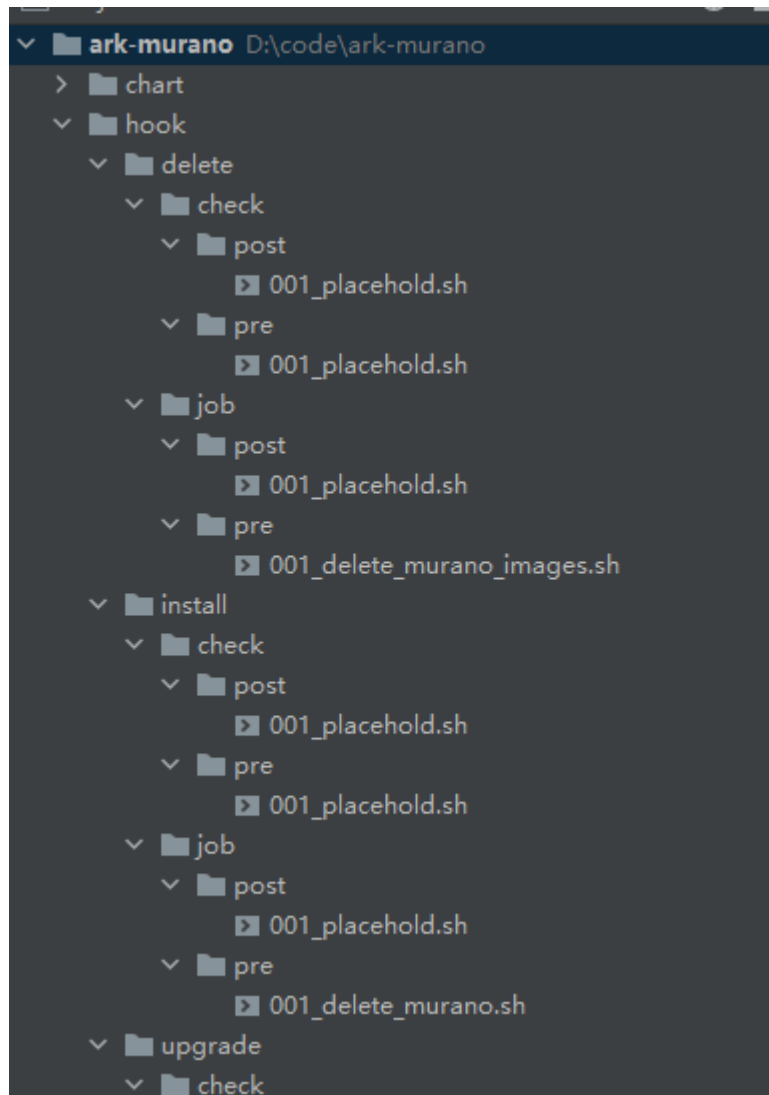 ark-murano D:\code\ark-murano
chart
hook
delete
check
post
001_placehold.sh
pre
001_placehold.sh
job
post
001_placehold.sh
pre
001_delete_murano_images.sh
install
check
post
001_placehold.sh
pre
001_placehold.sh
job
post
001_placehold.sh
pre
001_delete_murano.sh
upgrade
check